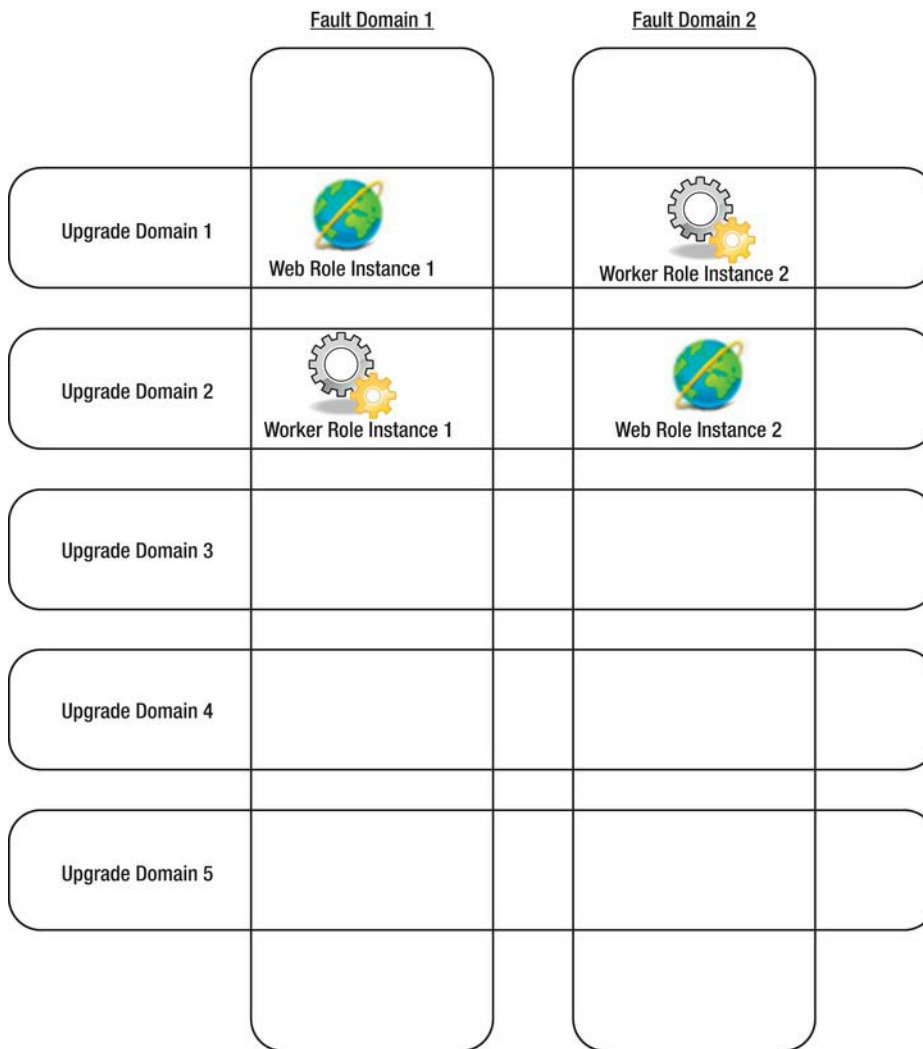 Fault Domain 1
Fault Domain 2
Upgrade Domain 1
Web Role Instance 1
Worker Role Instance 2
Upgrade Domain 2
Worker Role Instance 1
Web Role Instance 2
Upgrade Domain 3
Upgrade Domain 4
Upgrade Domain 5